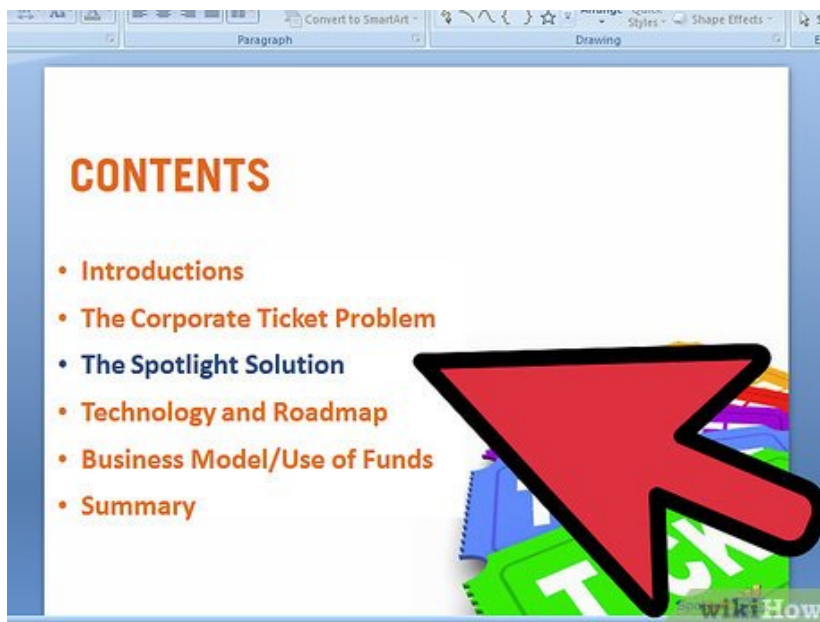 Convert to SmartArt
Arrange
Quick
Styles
Shape Effects
Paragraph
Drawing
CONTENTS
• Introductions
• The Corporate Ticket Problem
• The Spotlight Solution
• Technology and Roadmap
• Business Model/Use of Funds
• Summary
wikiHow